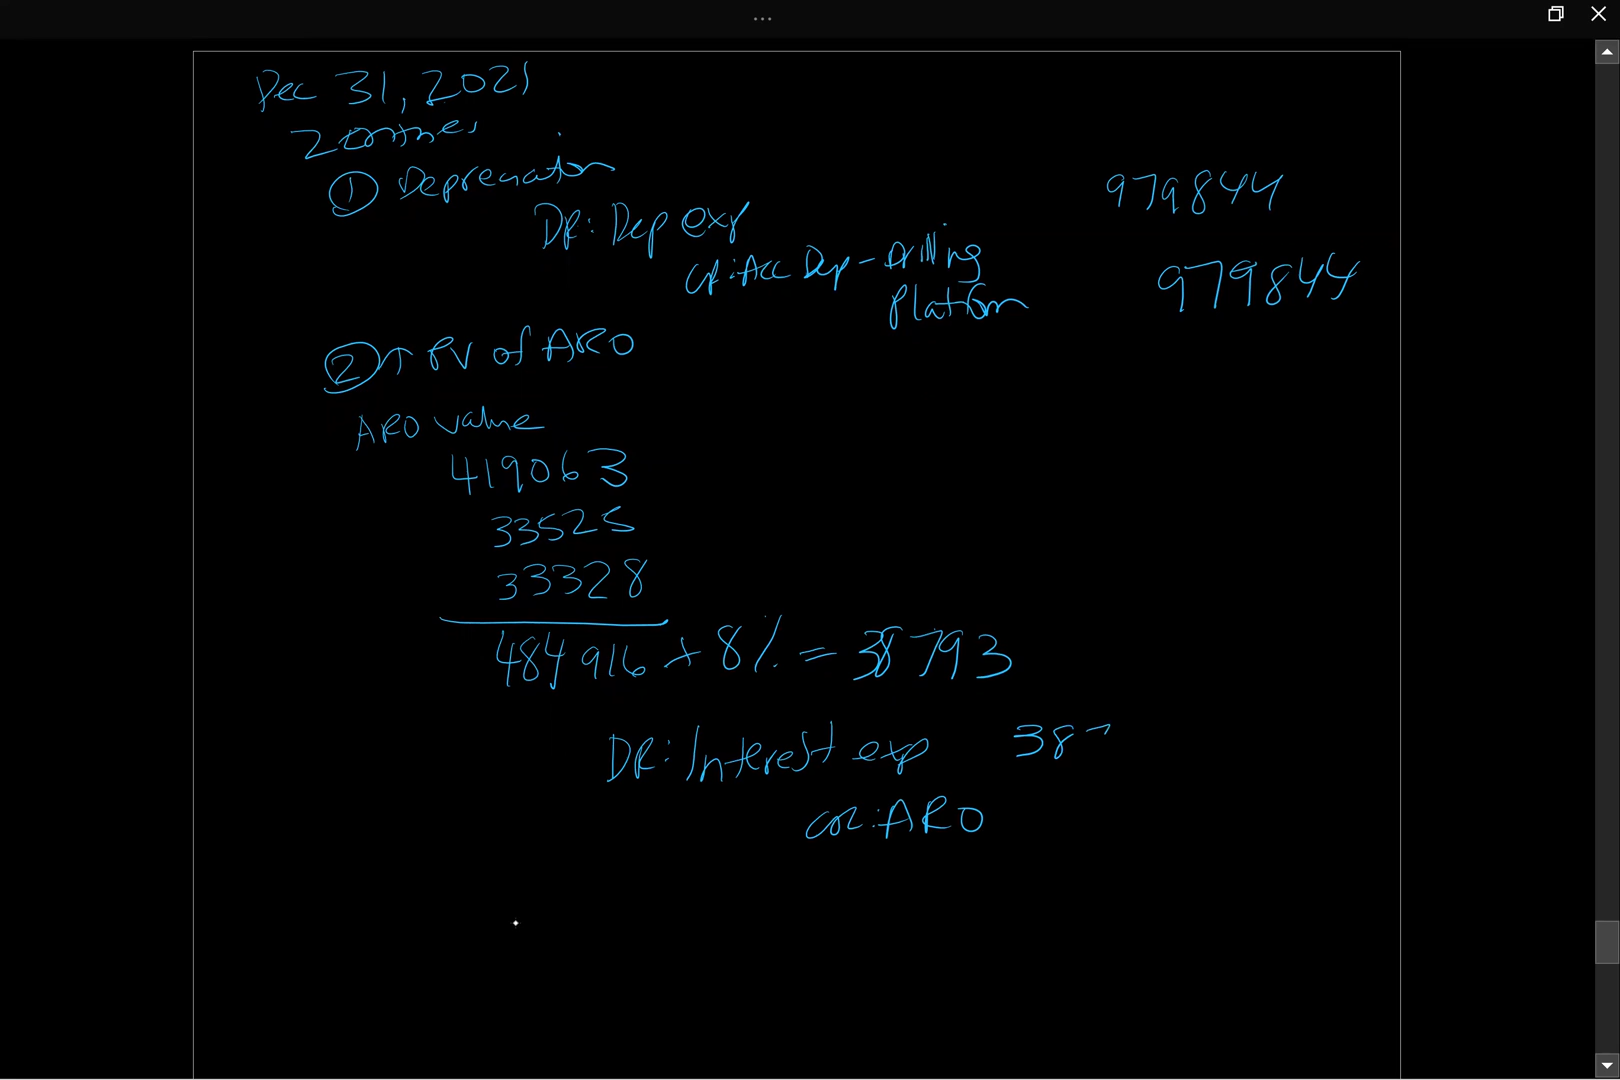 Dec 31, 2021
2 entries
① Depreciation
DR: Dep exp 979844
CR: Acc Dep - Drilling Platform 979844
② ↑ PV of ARO
ARO value
419063
33525
33328
484916 + 8% = 38793
DR: Interest exp 38
CR: ARO